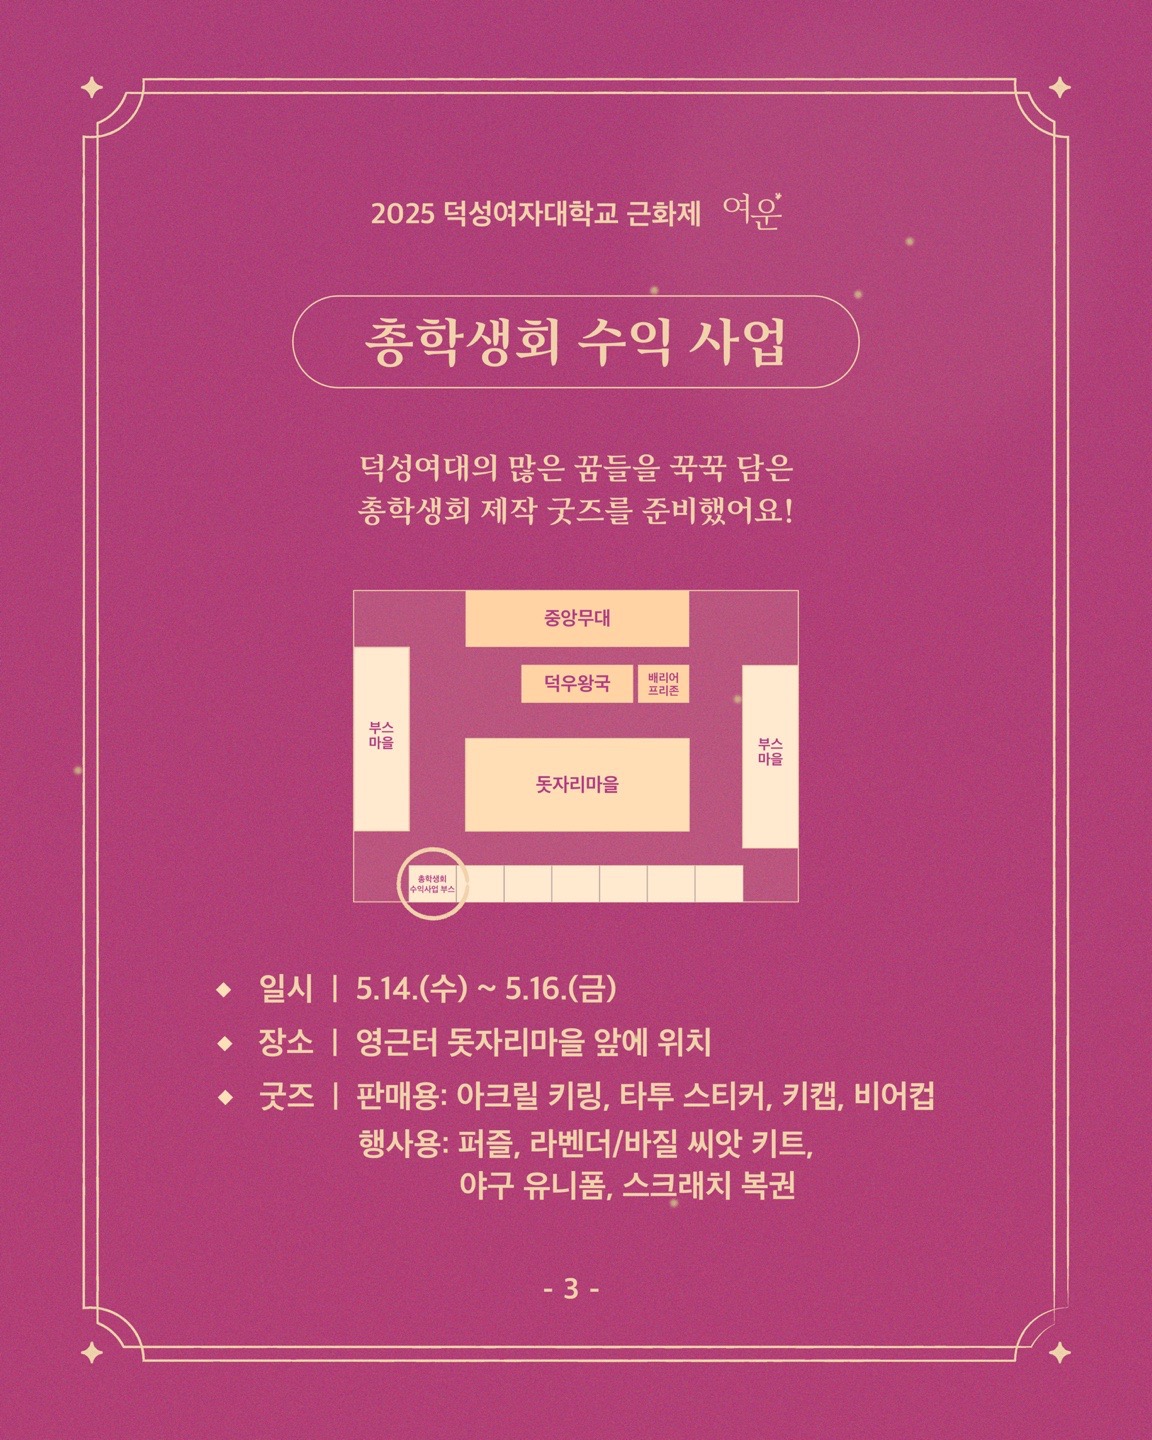 2025 덕성여자대학교 근화제 여운
총학생회 수익 사업
덕성여대의 많은 꿈들을 꾹꾹 담은
총학생회 제작 굿즈를 준비했어요!
중앙무대
덕우왕국
배리어
프리존
부스
마을
부스
마을
돗자리마을
총학생회
수익사업 부스
◆ 일시 | 5.14.(수) ~ 5.16.(금)
◆ 장소 | 영근터 돗자리마을 앞에 위치
◆ 굿즈 | 판매용: 아크릴 키링, 타투 스티커, 키캡, 비어컵
행사용: 퍼즐, 라벤더/바질 씨앗 키트,
야구 유니폼, 스크래치 복권
- 3 -